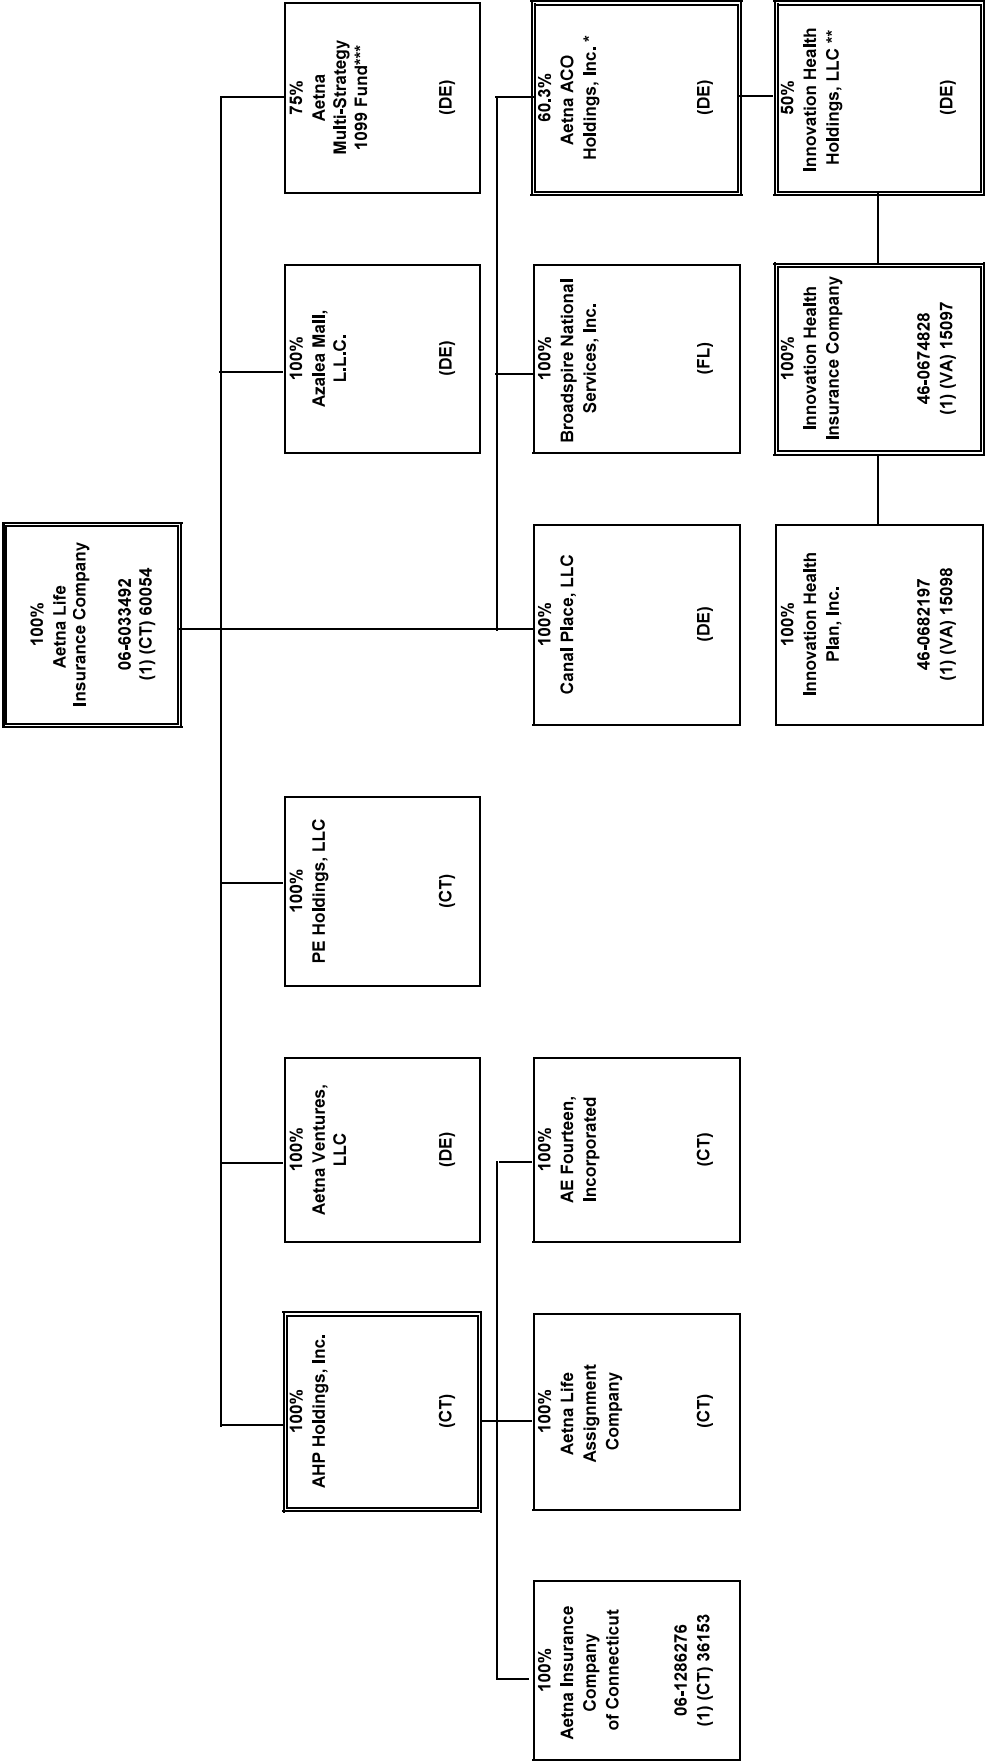 100%
Aetna Life
Insurance Company
06-6033492
(1) (CT) 60054
100%
AHP Holdings, Inc.
(CT)
100%
Aetna Ventures,
LLC
(DE)
100%
PE Holdings, LLC
(CT)
100%
Azalea Mall,
L.L.C.
(DE)
75%
Aetna
Multi-Strategy
1099 Fund***
(DE)
100%
Aetna Insurance
Company
of Connecticut
06-1286276
(1) (CT) 36153
100%
Aetna Life
Assignment
Company
(CT)
100%
AE Fourteen,
Incorporated
(CT)
100%
Canal Place, LLC
(DE)
100%
Broadspire National
Services, Inc.
(FL)
60.3%
Aetna ACO
Holdings, Inc. *
(DE)
100%
Innovation Health
Plan, Inc.
46-0682197
(1) (VA) 15098
100%
Innovation Health
Insurance Company
46-0674828
(1) (VA) 15097
50%
Innovation Health
Holdings, LLC **
(DE)